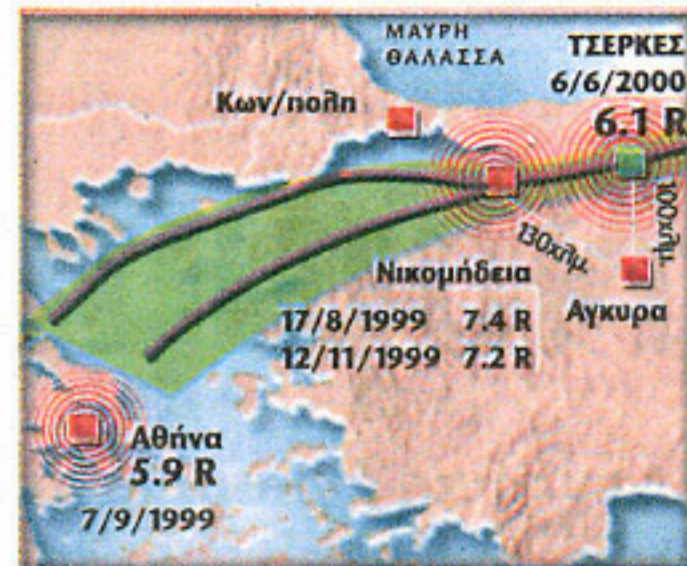 ΜΑΥΡΗ
ΘΑΛΑΣΣΑ
ΤΣΕΡΚΕΣ
6/6/2000
6.1 R
Κων/πολη
130χλμ.
100χλμ.
Νικομήδεια
17/8/1999 7.4 R
12/11/1999 7.2 R
Αγκυρα
Αθήνα
5.9 R
7/9/1999